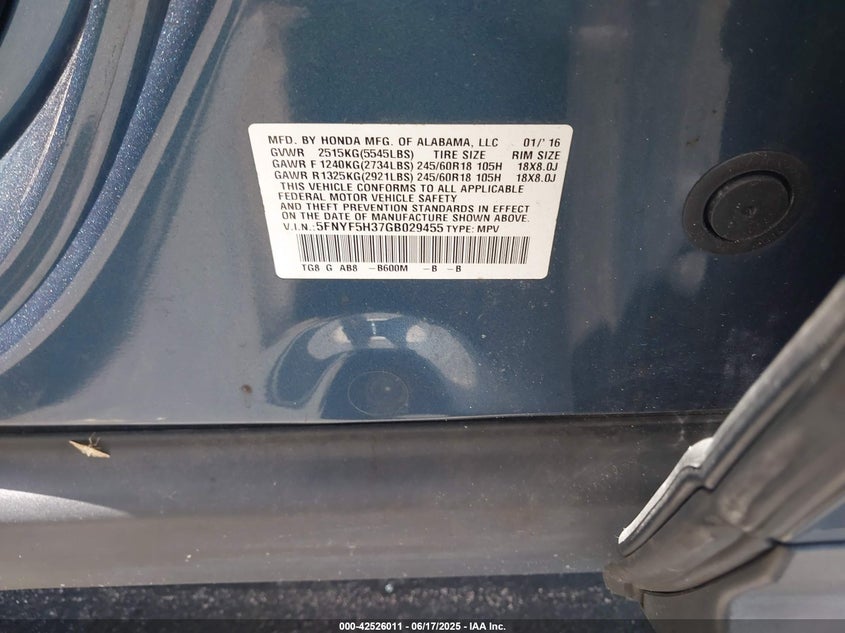 MFD. BY HONDA MFG. OF ALABAMA, LLC 01/'16
GVWR 2515KG(5545LBS) TIRE SIZE RIM SIZE
GAWR F 1240KG(2734LBS) 245/60R18 105H 18X8.0J
GAWR R1325KG(2921LBS) 245/60R18 105H 18X8.0J
THIS VEHICLE CONFORMS TO ALL APPLICABLE
FEDERAL MOTOR VEHICLE SAFETY
AND THEFT PREVENTION STANDARDS IN EFFECT
ON THE DATE OF MANUFACTURE SHOWN ABOVE.
V.I.N.:5FNYF5H37GB029455 TYPE: MPV
TG8 G AB8 -B600M -B -B
000-42526011 - 06/17/2025 - IAA Inc.